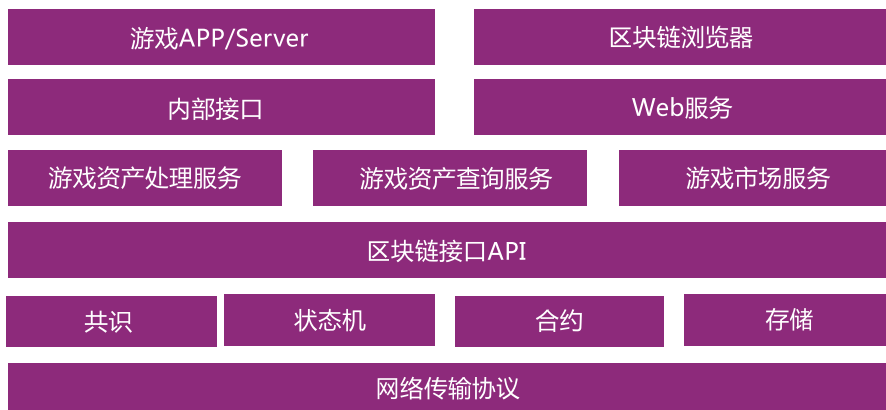 游戏APP/Server
区块链浏览器
内部接口
Web服务
游戏资产处理服务
游戏资产查询服务
游戏市场服务
区块链接口API
共识
状态机
合约
存储
网络传输协议